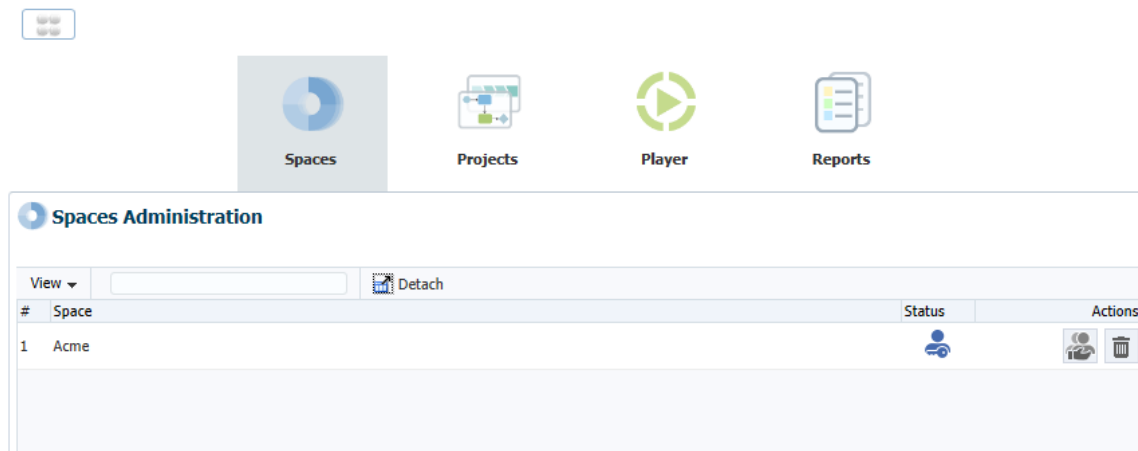 Spaces Projects Player Reports
Spaces Administration
View Detach
# Space Status Actions
1 Acme